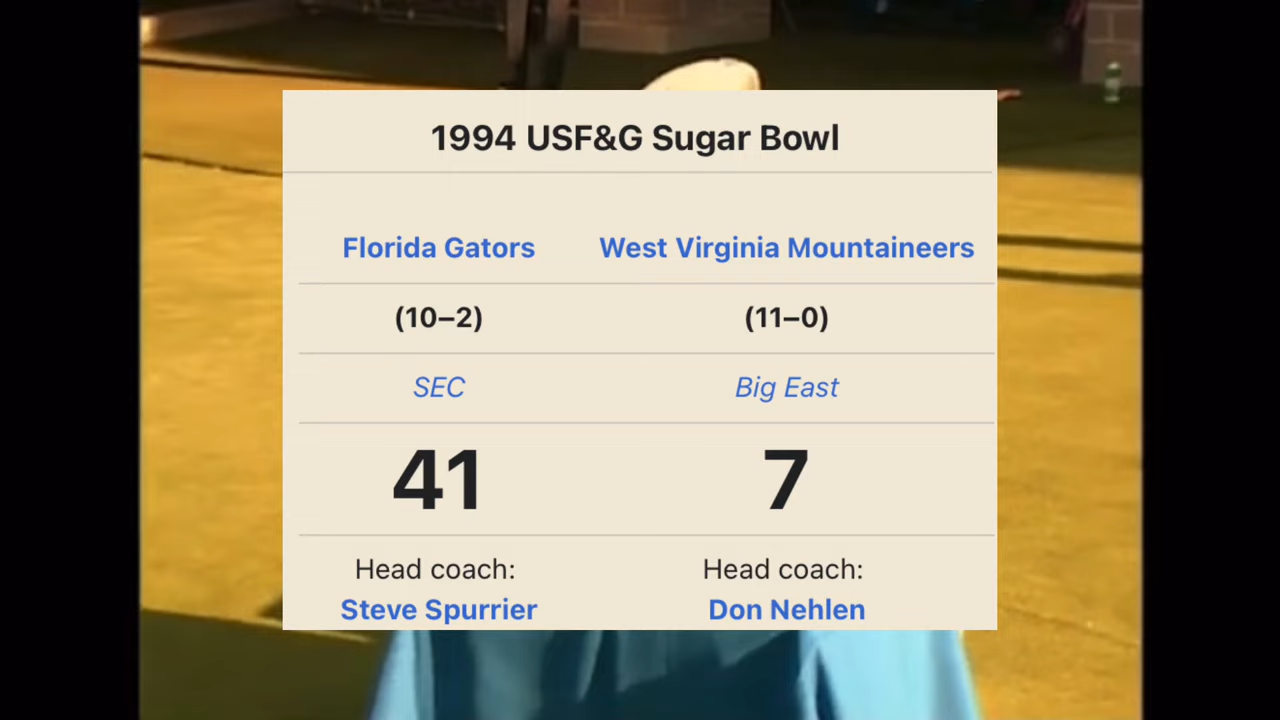 1994 USF&G Sugar Bowl
Florida Gators West Virginia Mountaineers
(10–2) (11–0)
SEC Big East
41 7
Head coach: Head coach:
Steve Spurrier Don Nehlen